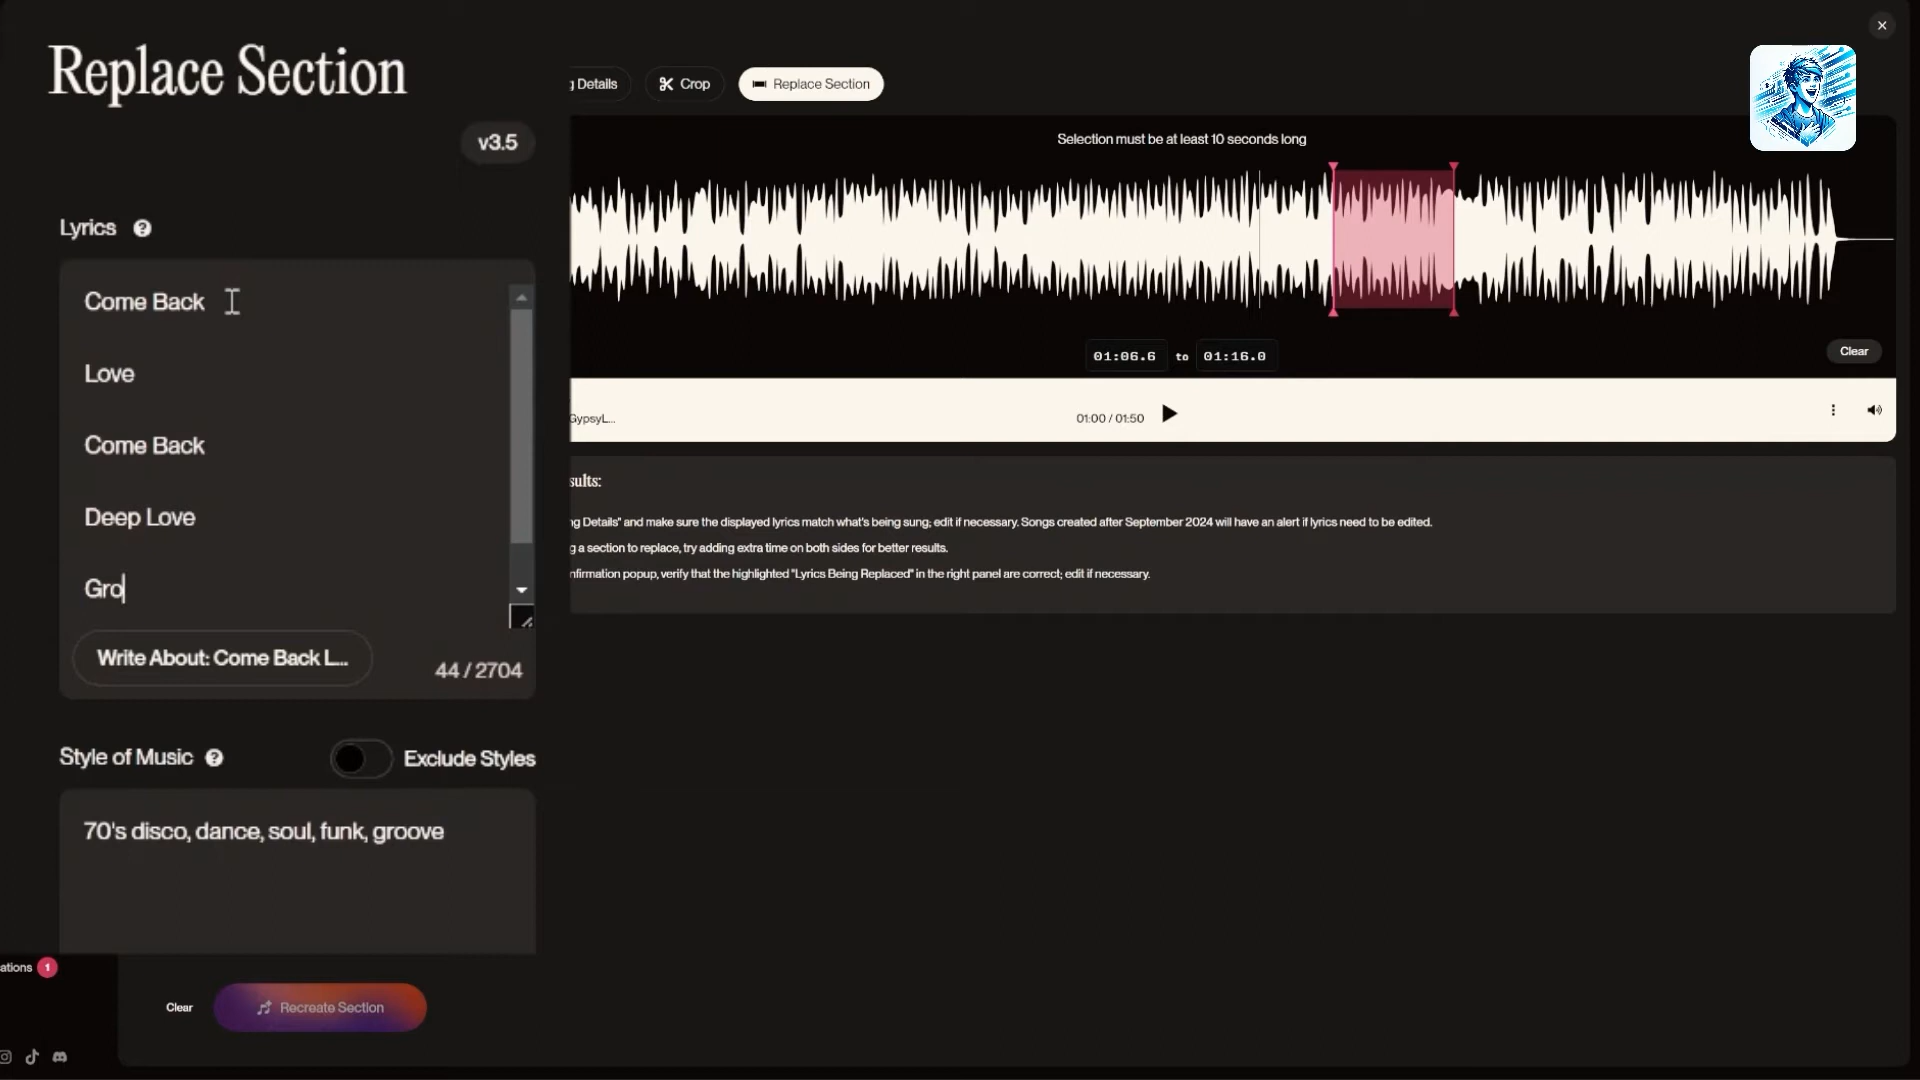 Replace Section
v3.5
Lyrics
Come Back
Love
Come Back
Deep Love
Gro
Write About: Come Back L...
44 / 2704
Style of Music
Exclude Styles
70's disco, dance, soul, funk, groove
ations 1
Clear
Recreate Section
g Details
Crop
Replace Section
Selection must be at least 10 seconds long
01:06.6 to 01:16.0
Clear
GypsyL...
01:00 / 01:50
sults:
ng Details" and make sure the displayed lyrics match what's being sung; edit if necessary. Songs created after September 2024 will have an alert if lyrics need to be edited.
g a section to replace, try adding extra time on both sides for better results.
nfirmation popup, verify that the highlighted "Lyrics Being Replaced" in the right panel are correct; edit if necessary.